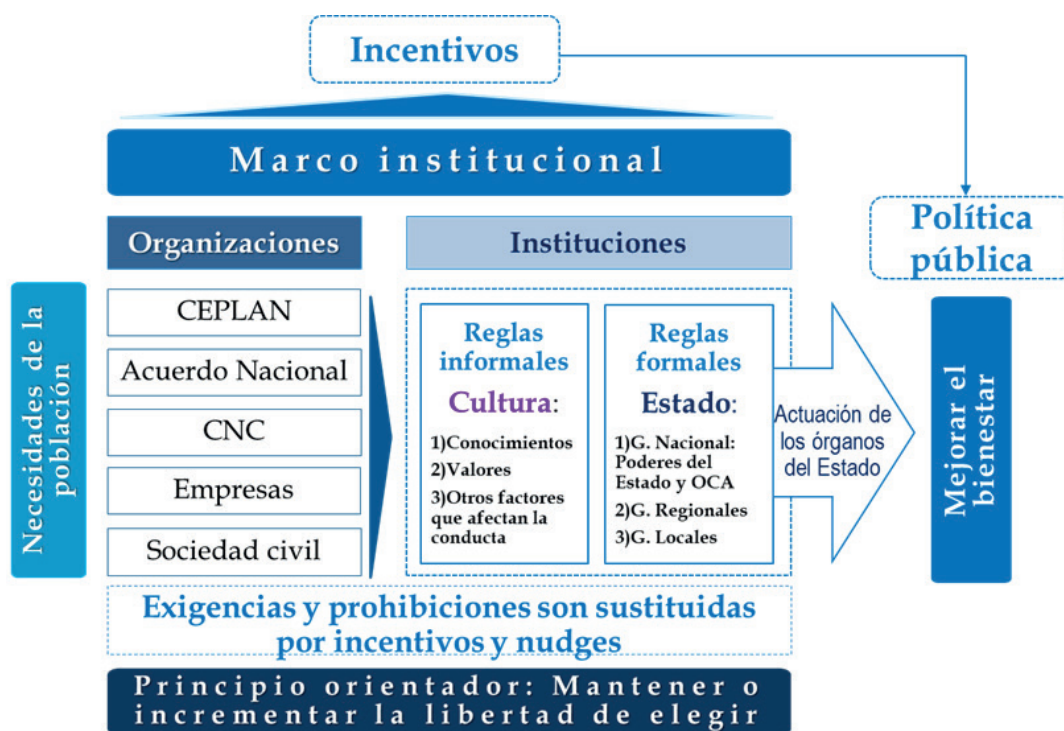 Incentivos
Marco institucional
Política
pública
Organizaciones
Instituciones
Necesidades de la
población
CEPLAN
Acuerdo Nacional
CNC
Empresas
Sociedad civil
Reglas
informales
Cultura:
1)Conocimientos
2)Valores
3)Otros factores
que afectan la
conducta
Reglas
formales
Estado:
1)G. Nacional:
Poderes del
Estado y OCA
2)G. Regionales
3)G. Locales
Actuación de
los órganos
del Estado
Mejorar el
bienestar
Exigencias y prohibiciones son sustituidas
por incentivos y nudges
Principio orientador: Mantener o
incrementar la libertad de elegir